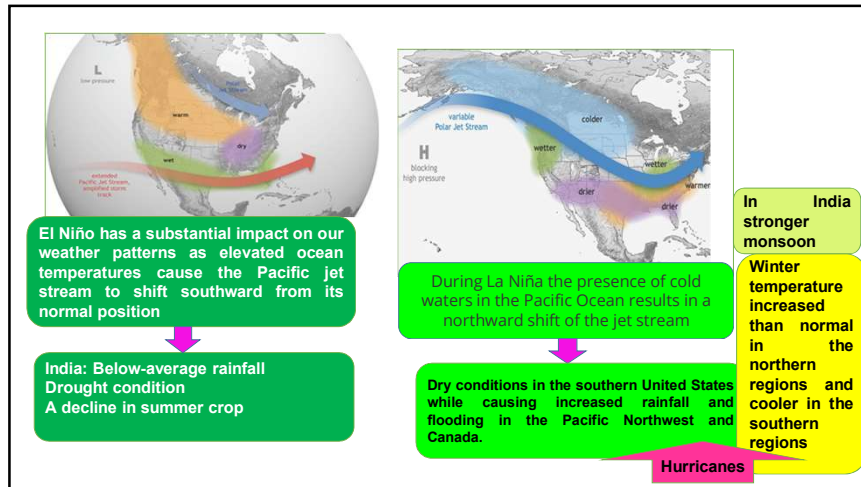 L
low pressure
Polar
Jet Stream
warm
dry
wet
extended
Pacific Jet Stream,
amplified storm
track
El Niño has a substantial impact on our
weather patterns as elevated ocean
temperatures cause the Pacific jet
stream to shift southward from its
normal position
India: Below-average rainfall
Drought condition
A decline in summer crop
variable
Polar Jet Stream
colder
H
blocking
high pressure
wetter
wetter
warmer
drier
drier
During La Niña the presence of cold
waters in the Pacific Ocean results in a
northward shift of the jet stream
Dry conditions in the southern United States
while causing increased rainfall and
flooding in the Pacific Northwest and
Canada.
Hurricanes
In India
stronger
monsoon
Winter
temperature
increased
than normal
in the
northern
regions and
cooler in the
southern
regions